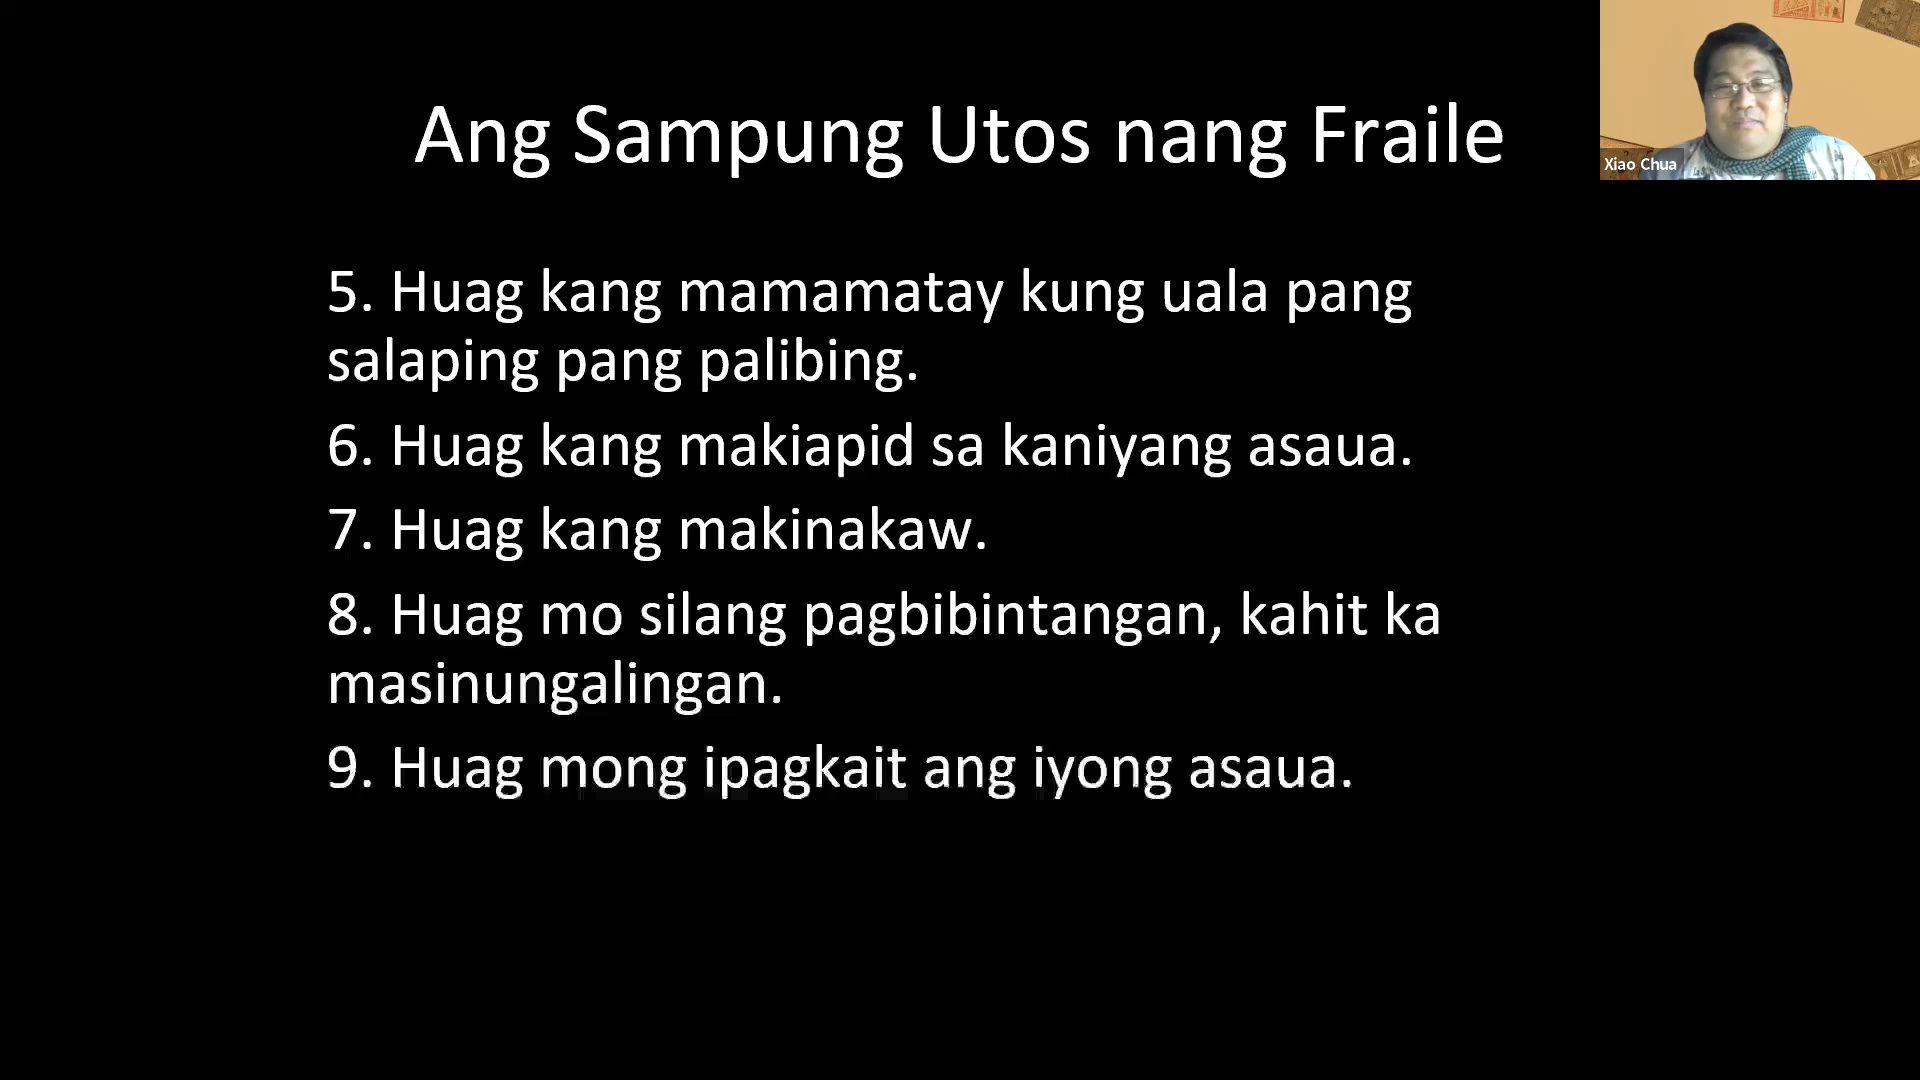 Ang Sampung Utos nang Fraile
Xiao Chua
5. Huag kang mamamatay kung uala pang
salaping pang palibing.
6. Huag kang makiapid sa kaniyang asaua.
7. Huag kang makinakaw.
8. Huag mo silang pagbibintangan, kahit ka
masinungalingan.
9. Huag mong ipagkait ang iyong asaua.